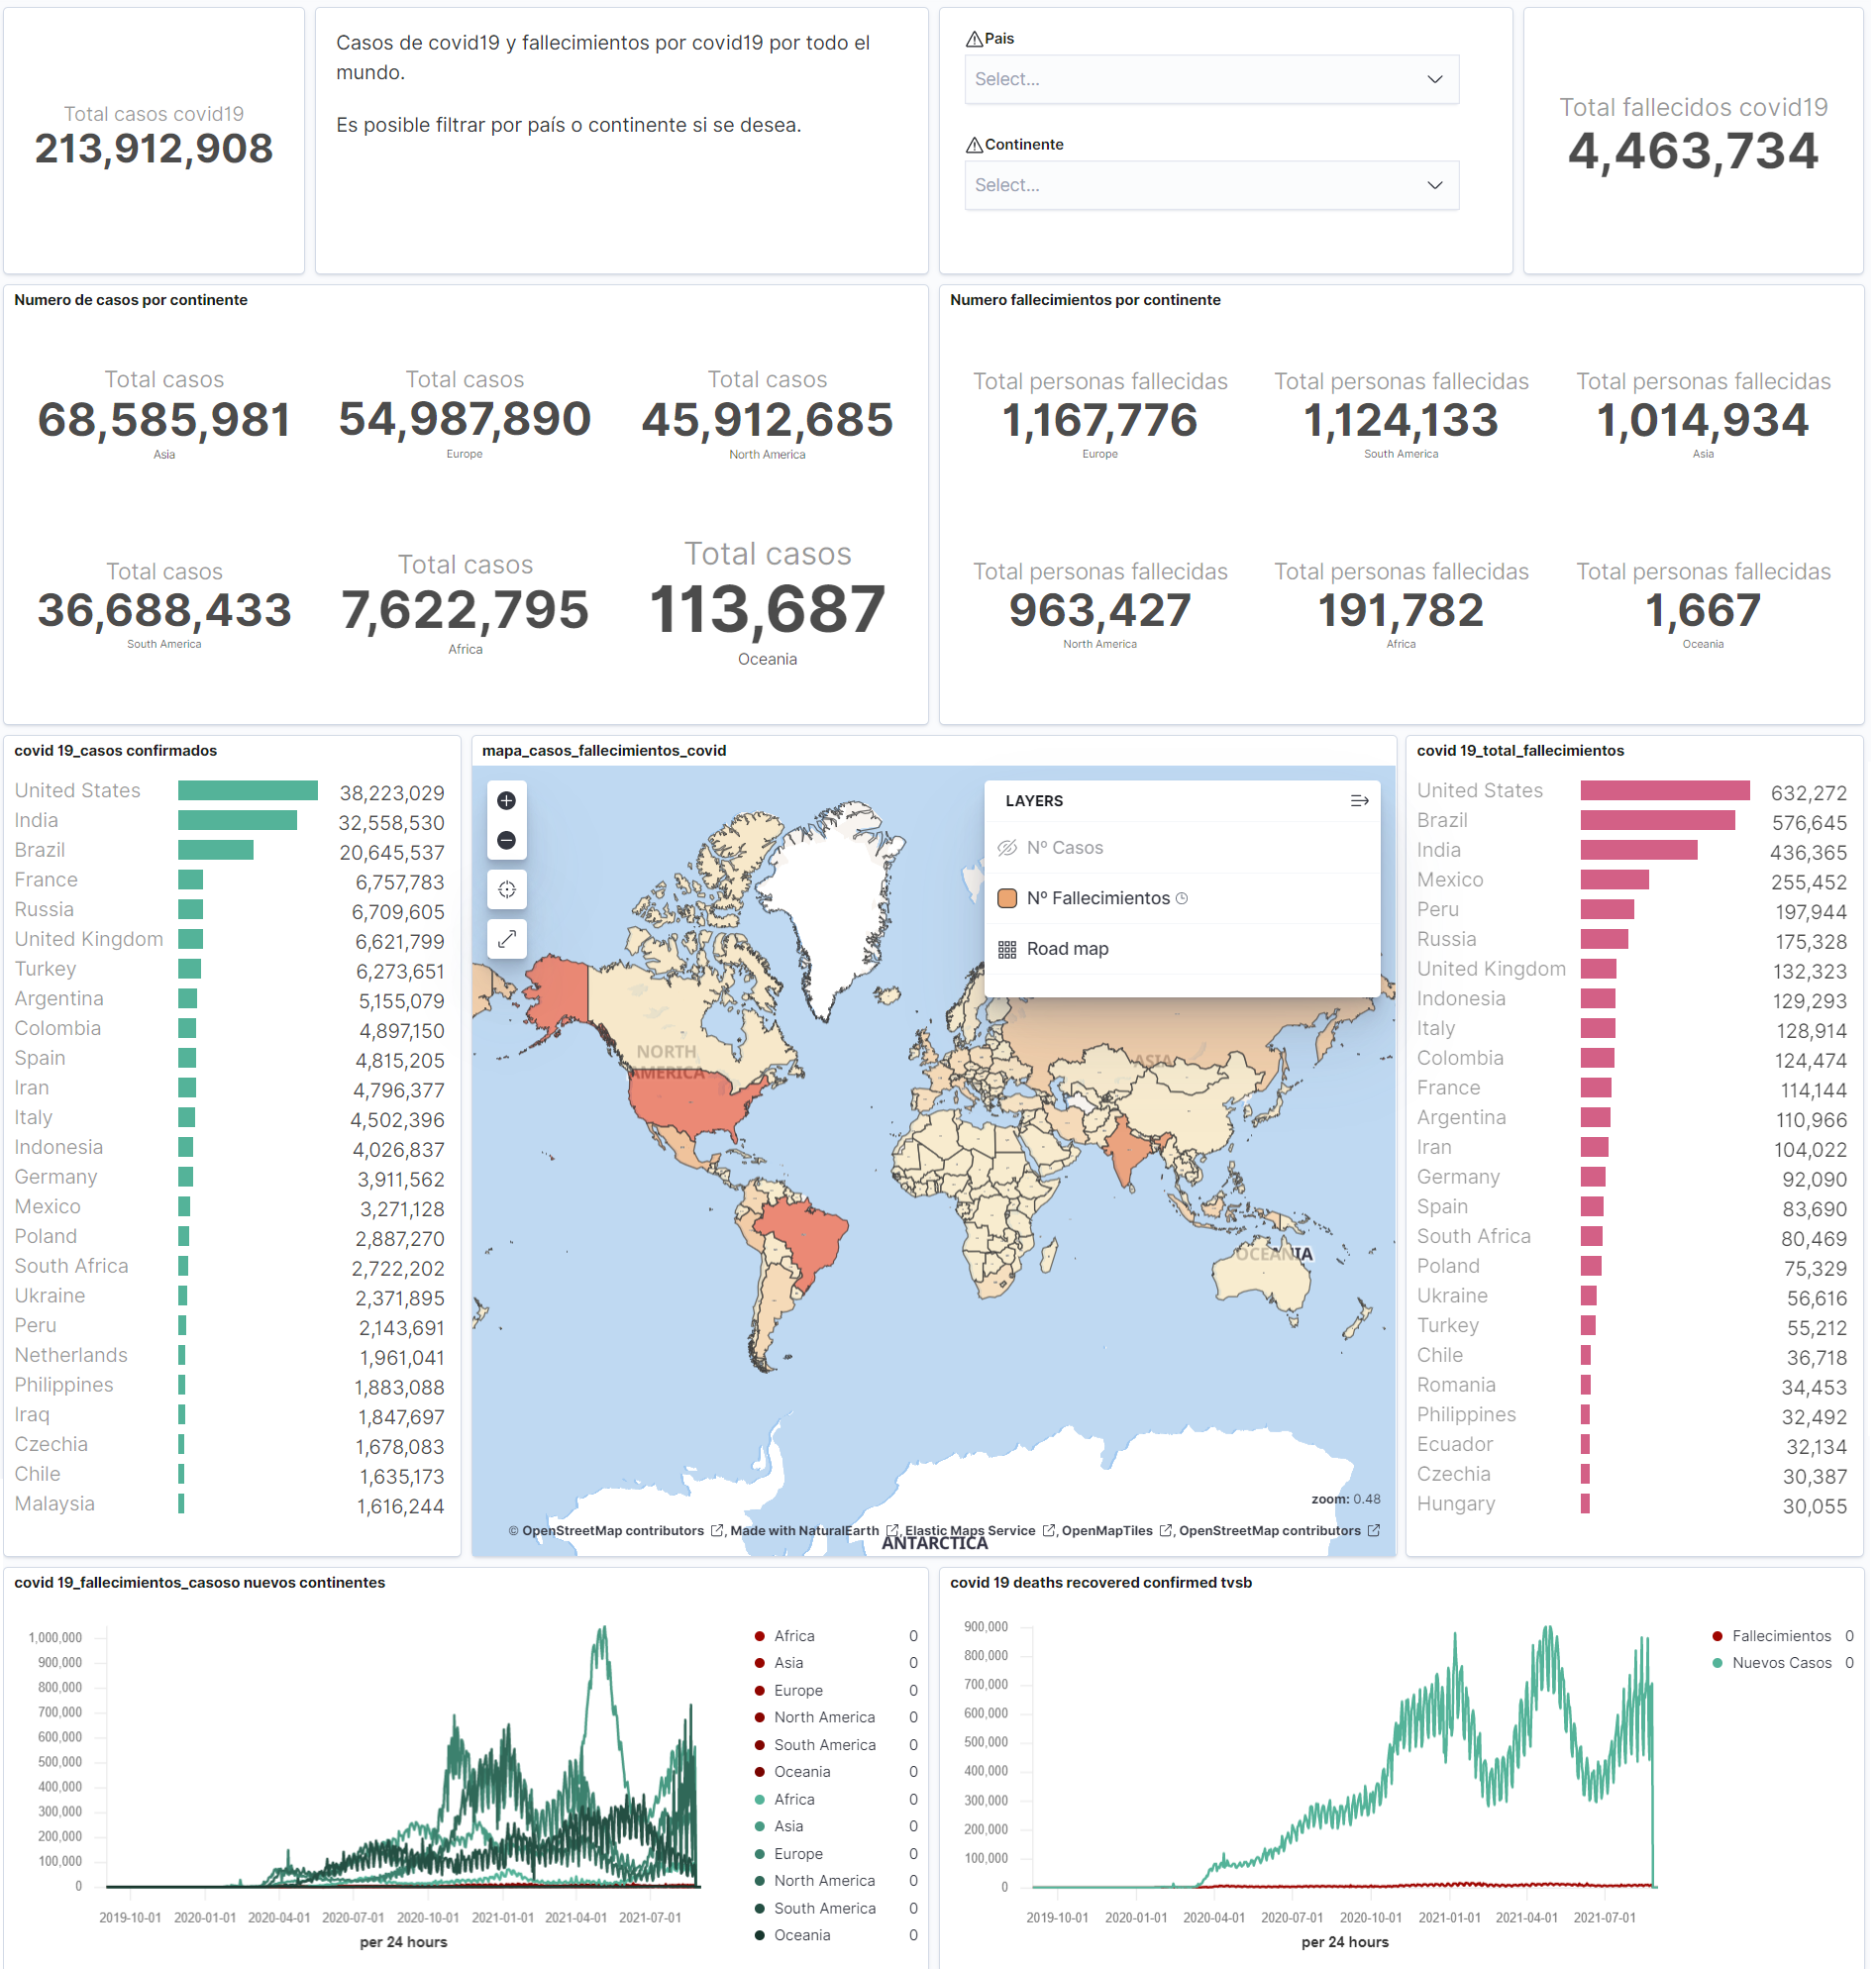 Total casos covid19
213,912,908
Casos de covid19 y fallecimientos por covid19 por todo el
mundo.
Es posible filtrar por país o continente si se desea.
Pais
Select...
Continente
Select...
Total fallecidos covid19
4,463,734
Numero de casos por continente
Total casos
68,585,981
Asia
Total casos
54,987,890
Europe
Total casos
45,912,685
North America
Total casos
36,688,433
South America
Total casos
7,622,795
Africa
Total casos
113,687
Oceania
Numero fallecimientos por continente
Total personas fallecidas
1,167,776
Europe
Total personas fallecidas
1,124,133
South America
Total personas fallecidas
1,014,934
Asia
Total personas fallecidas
963,427
North America
Total personas fallecidas
191,782
Africa
Total personas fallecidas
1,667
Oceania
covid 19_casos confirmados
United States 38,223,029
India 32,558,530
Brazil 20,645,537
France 6,757,783
Russia 6,709,605
United Kingdom 6,621,799
Turkey 6,273,651
Argentina 5,155,079
Colombia 4,897,150
Spain 4,815,205
Iran 4,796,377
Italy 4,502,396
Indonesia 4,026,837
Germany 3,911,562
Mexico 3,271,128
Poland 2,887,270
South Africa 2,722,202
Ukraine 2,371,895
Peru 2,143,691
Netherlands 1,961,041
Philippines 1,883,088
Iraq 1,847,697
Czechia 1,678,083
Chile 1,635,173
Malaysia 1,616,244
mapa_casos_fallecimientos_covid
LAYERS
Nº Casos
Nº Fallecimientos
Road map
NORTH
AMERICA
ASIA
OCEANIA
zoom: 0.48
© OpenStreetMap contributors , Made with NaturalEarth , Elastic Maps Service , OpenMapTiles , OpenStreetMap contributors
ANTARCTICA
covid 19_total_fallecimientos
United States 632,272
Brazil 576,645
India 436,365
Mexico 255,452
Peru 197,944
Russia 175,328
United Kingdom 132,323
Indonesia 129,293
Italy 128,914
Colombia 124,474
France 114,144
Argentina 110,966
Iran 104,022
Germany 92,090
Spain 83,690
South Africa 80,469
Poland 75,329
Ukraine 56,616
Turkey 55,212
Chile 36,718
Romania 34,453
Philippines 32,492
Ecuador 32,134
Czechia 30,387
Hungary 30,055
covid 19_fallecimientos_casoso nuevos continentes
1,000,000
900,000
800,000
700,000
600,000
500,000
400,000
300,000
200,000
100,000
0
2019-10-01 2020-01-01 2020-04-01 2020-07-01 2020-10-01 2021-01-01 2021-04-01 2021-07-01
per 24 hours
Africa 0
Asia 0
Europe 0
North America 0
South America 0
Oceania 0
Africa 0
Asia 0
Europe 0
North America 0
South America 0
Oceania 0
covid 19 deaths recovered confirmed tvsb
900,000
800,000
700,000
600,000
500,000
400,000
300,000
200,000
100,000
0
2019-10-01 2020-01-01 2020-04-01 2020-07-01 2020-10-01 2021-01-01 2021-04-01 2021-07-01
per 24 hours
Fallecimientos 0
Nuevos Casos 0